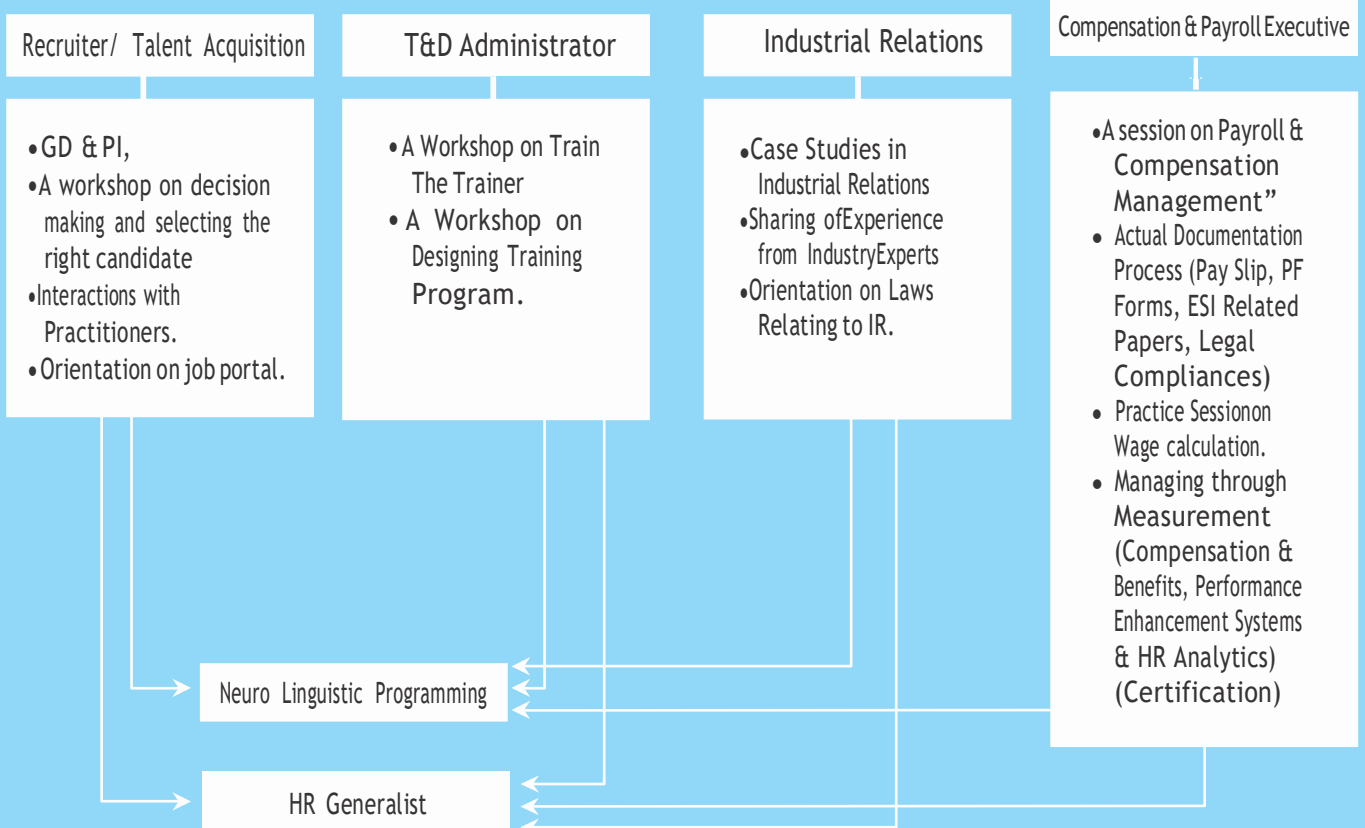 Recruiter/ Talent Acquisition
•GD & PI,
•A workshop on decision
making and selecting the
right candidate
•Interactions with
Practitioners.
•Orientation on job portal.
T&D Administrator
•A Workshop on Train
The Trainer
• A Workshop on
Designing Training
Program.
Industrial Relations
•Case Studies in
Industrial Relations
•Sharing ofExperience
from IndustryExperts
•Orientation on Laws
Relating to IR.
Compensation & Payroll Executive
•A session on Payroll &
Compensation
Management”
• Actual Documentation
Process (Pay Slip, PF
Forms, ESI Related
Papers, Legal
Compliances)
• Practice Sessionon
Wage calculation.
• Managing through
Measurement
(Compensation &
Benefits, Performance
Enhancement Systems
& HR Analytics)
(Certification)
Neuro Linguistic Programming
HR Generalist